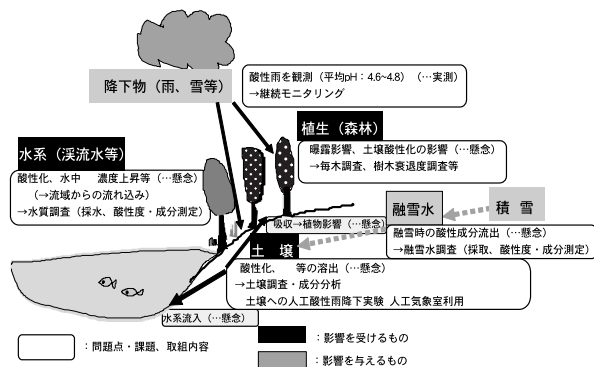 降下物（雨、雪等）
酸性雨を観測（平均pH：4.6~4.8）（…実測）
→継続モニタリング
植生（森林）
曝露影響、土壌酸性化の影響（…懸念）
→毎木調査、樹木衰退度調査等
水系（渓流水等）
酸性化、水中　濃度上昇等（…懸念）
（→流域からの流れ込み）
→水質調査（採水、酸性度・成分測定）
吸収→植物影響（…懸念）
融雪水
積　雪
融雪時の酸性成分流出（…懸念）
→融雪水調査（採取、酸性度・成分測定）
土　壌
酸性化、　等の溶出（…懸念）
→土壌調査・成分分析
土壌への人工酸性雨降下実験 人工気象室利用
水系流入（…懸念）
：問題点・課題、取組内容
：影響を受けるもの
：影響を与えるもの